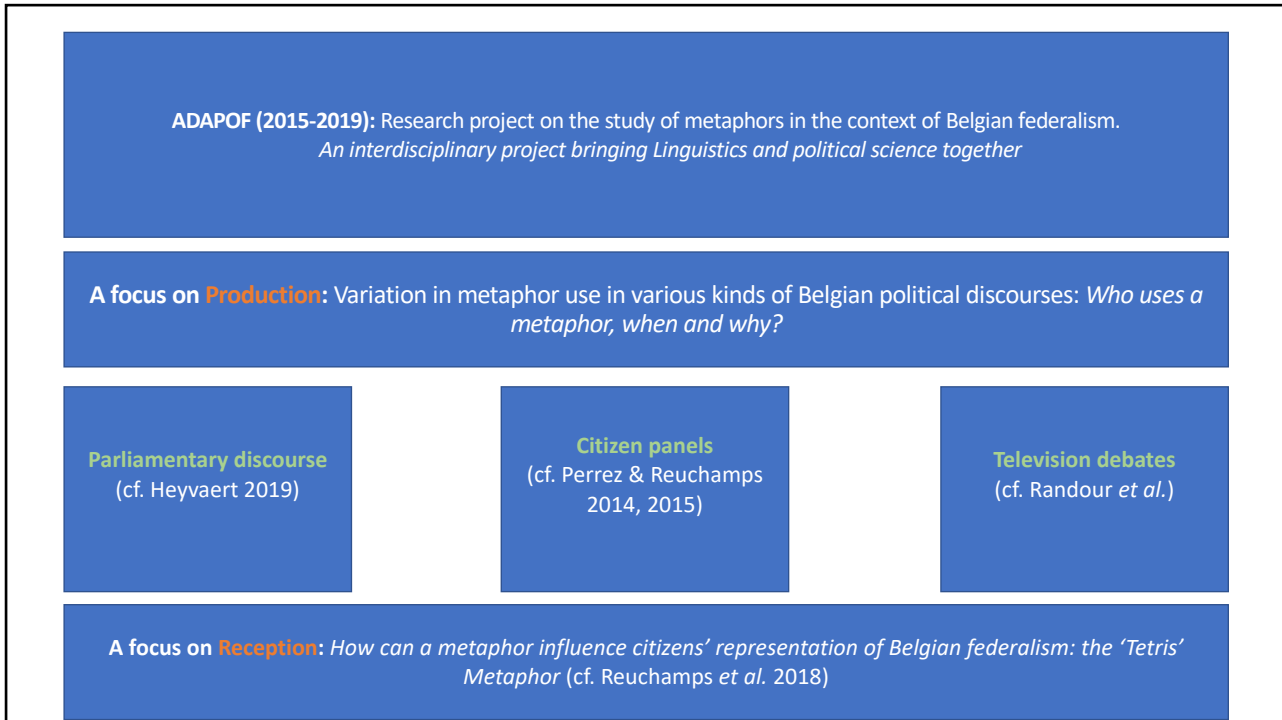 ADAPOF (2015-2019): Research project on the study of metaphors in the context of Belgian federalism.
An interdisciplinary project bringing Linguistics and political science together
A focus on Production: Variation in metaphor use in various kinds of Belgian political discourses: Who uses a
metaphor, when and why?
Parliamentary discourse
(cf. Heyvaert 2019)
Citizen panels
(cf. Perrez & Reuchamps
2014, 2015)
Television debates
(cf. Randour et al.)
A focus on Reception: How can a metaphor influence citizens’ representation of Belgian federalism: the ‘Tetris’
Metaphor (cf. Reuchamps et al. 2018)